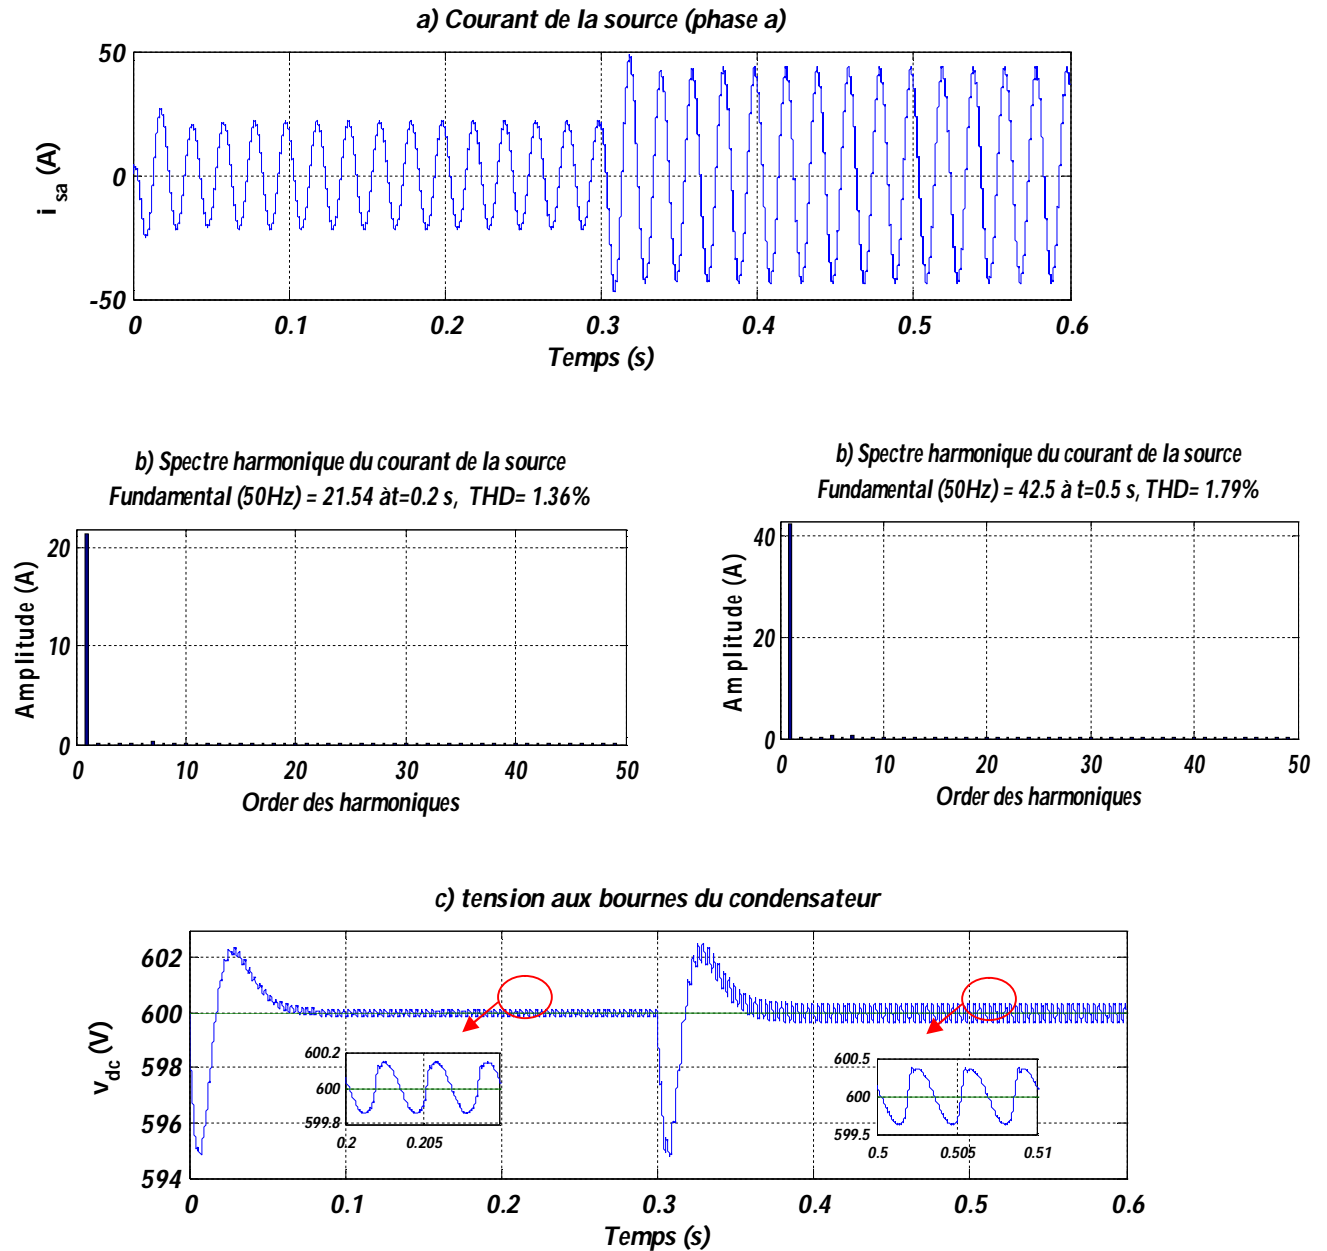 a) Courant de la source (phase a)
50
0
-50
i sa (A)
0 0.1 0.2 0.3 0.4 0.5 0.6
Temps (s)
b) Spectre harmonique du courant de la source
Fundamental (50Hz) = 21.54 àt=0.2 s, THD= 1.36%
20
10
0
Amplitude (A)
0 10 20 30 40 50
Order des harmoniques
b) Spectre harmonique du courant de la source
Fundamental (50Hz) = 42.5 à t=0.5 s, THD= 1.79%
40
20
0
Amplitude (A)
0 10 20 30 40 50
Order des harmoniques
c) tension aux bournes du condensateur
602
600
598
596
594
v dc (V)
600.2
600
599.8
0.2 0.205
600.5
600
599.5
0.5 0.505 0.51
0 0.1 0.2 0.3 0.4 0.5 0.6
Temps (s)